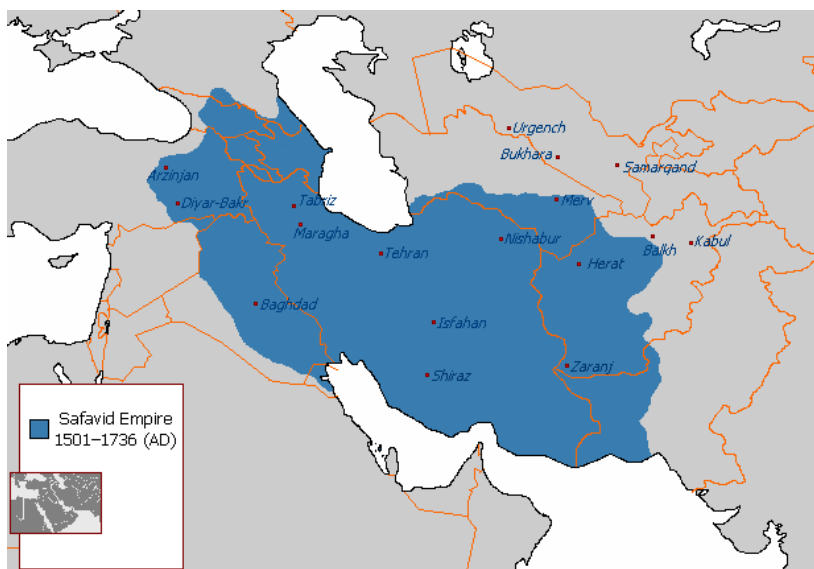 Urgench
Bukhara
Samarqand
Arzinjan
Diyar-Bakr
Tabriz
Merv
Maragha
Nishabur
Balkh
Kabul
Tehran
Herat
Baghdad
Isfahan
Zaranj
Shiraz
Safavid Empire
1501–1736 (AD)